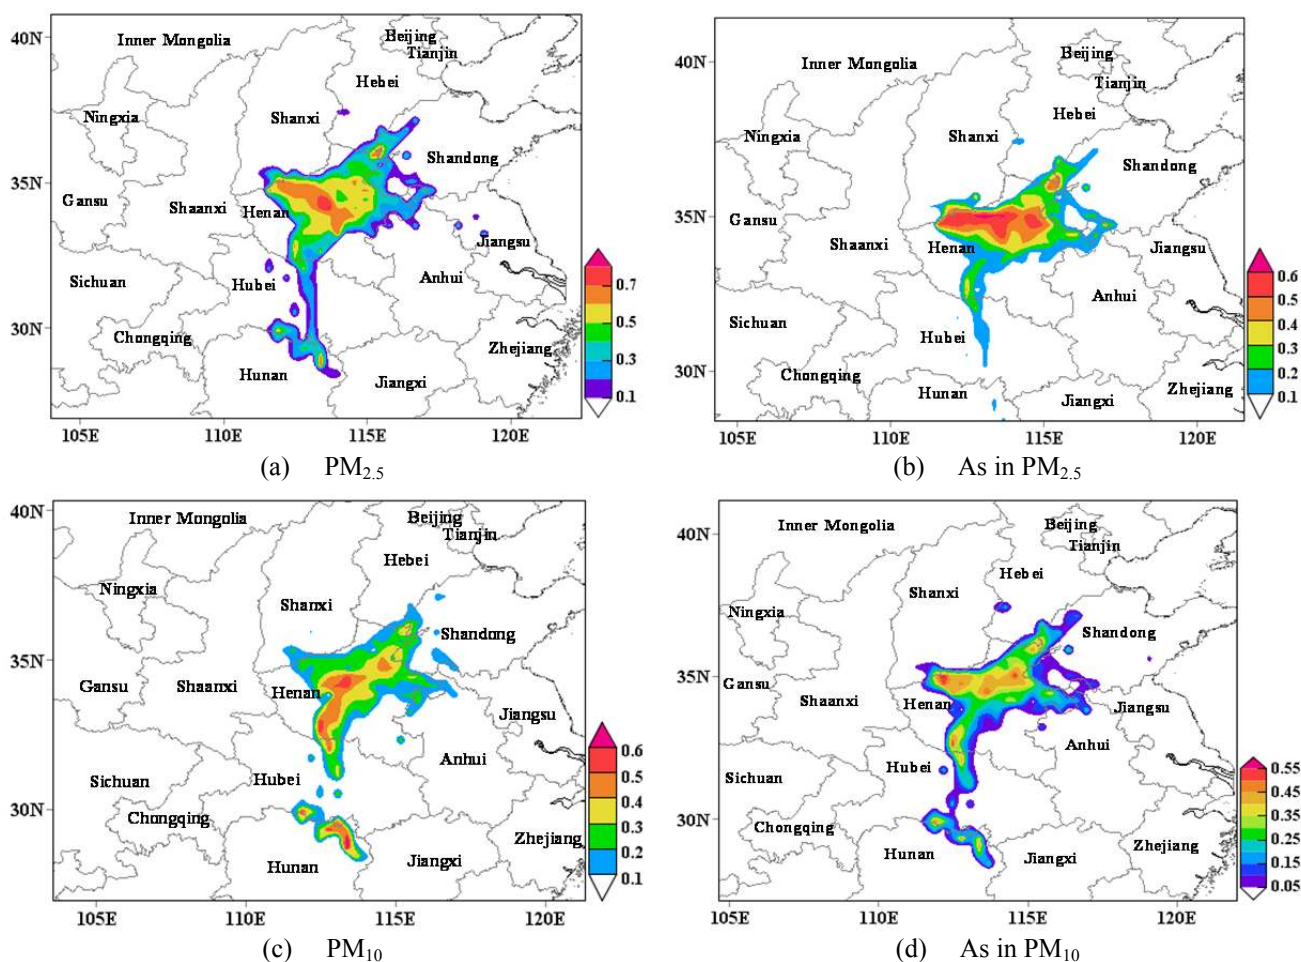 40N
Inner Mongolia
Beijing
Tianjin
Hebei
Ningxia
Shanxi
Shandong
35N
Gansu
Shaanxi
Henan
Jiangsu
Sichuan
Hubei
Anhui
0.7
0.5
0.3
0.1
30N
Chongqing
Zhejiang
Hunan
Jiangxi
105E 110E 115E 120E
(a) PM2.5
40N
Inner Mongolia
Beijing
Tianjin
Hebei
Ningxia
Shanxi
Shandong
35N
Gansu
Shaanxi
Henan
Jiangsu
Anhui
Sichuan
Hubei
0.6
0.5
0.4
0.3
0.2
0.1
30N
Chongqing
Hunan
Jiangxi
Zhejiang
105E 110E 115E 120E
(b) As in PM2.5
40N
Inner Mongolia
Beijing
Tianjin
Hebei
Ningxia
Shanxi
Shandong
35N
Gansu
Shaanxi
Henan
Jiangsu
Anhui
Sichuan
Hubei
0.6
0.5
0.4
0.3
0.2
0.1
30N
Chongqing
Zhejiang
Hunan
Jiangxi
105E 110E 115E 120E
(c) PM10
40N
Inner Mongolia
Beijing
Tianjin
Hebei
Ningxia
Shanxi
Shandong
35N
Gansu
Shaanxi
Henan
Jiangsu
Anhui
Sichuan
Hubei
0.55
0.45
0.35
0.25
0.15
0.05
30N
Chongqing
Zhejiang
Hunan
Jiangxi
105E 110E 115E 120E
(d) As in PM10